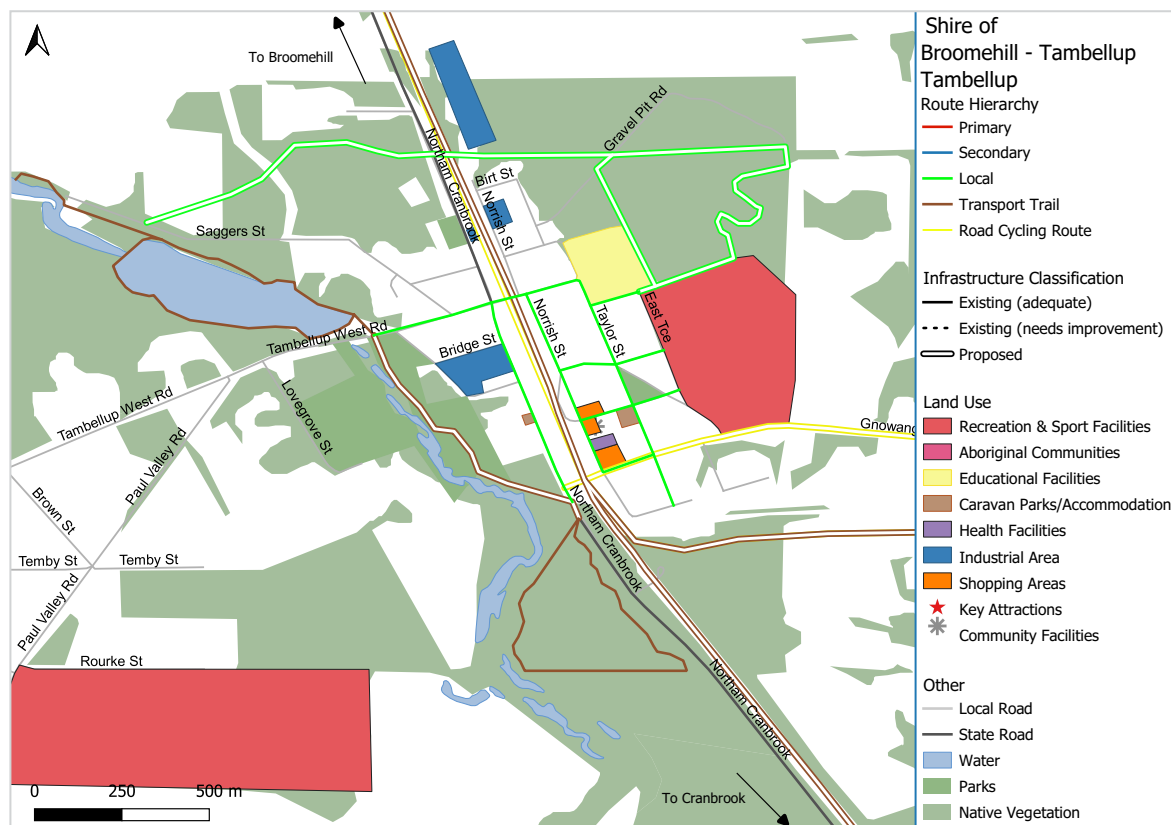 Shire of
Broomehill - Tambellup
Tambellup
Route Hierarchy
Primary
Secondary
Local
Transport Trail
Road Cycling Route
Infrastructure Classification
Existing (adequate)
Existing (needs improvement)
Proposed
Land Use
Recreation & Sport Facilities
Aboriginal Communities
Educational Facilities
Caravan Parks/Accommodation
Health Facilities
Industrial Area
Shopping Areas
Key Attractions
Community Facilities
Other
Local Road
State Road
Water
Parks
Native Vegetation
To Broomehill
Gravel Pit Rd
Northam Cranbrook
Birt St
Norrish St
Saggers St
Tambellup West Rd
Bridge St
Norrish St
Taylor St
East Tce
Lovegrove St
Tambellup West Rd
Paul Valley Rd
Gnowang
Brown St
Northam Cranbrook
Temby St
Temby St
Paul Valley Rd
Rourke St
Northam Cranbrook
To Cranbrook
0 250 500 m